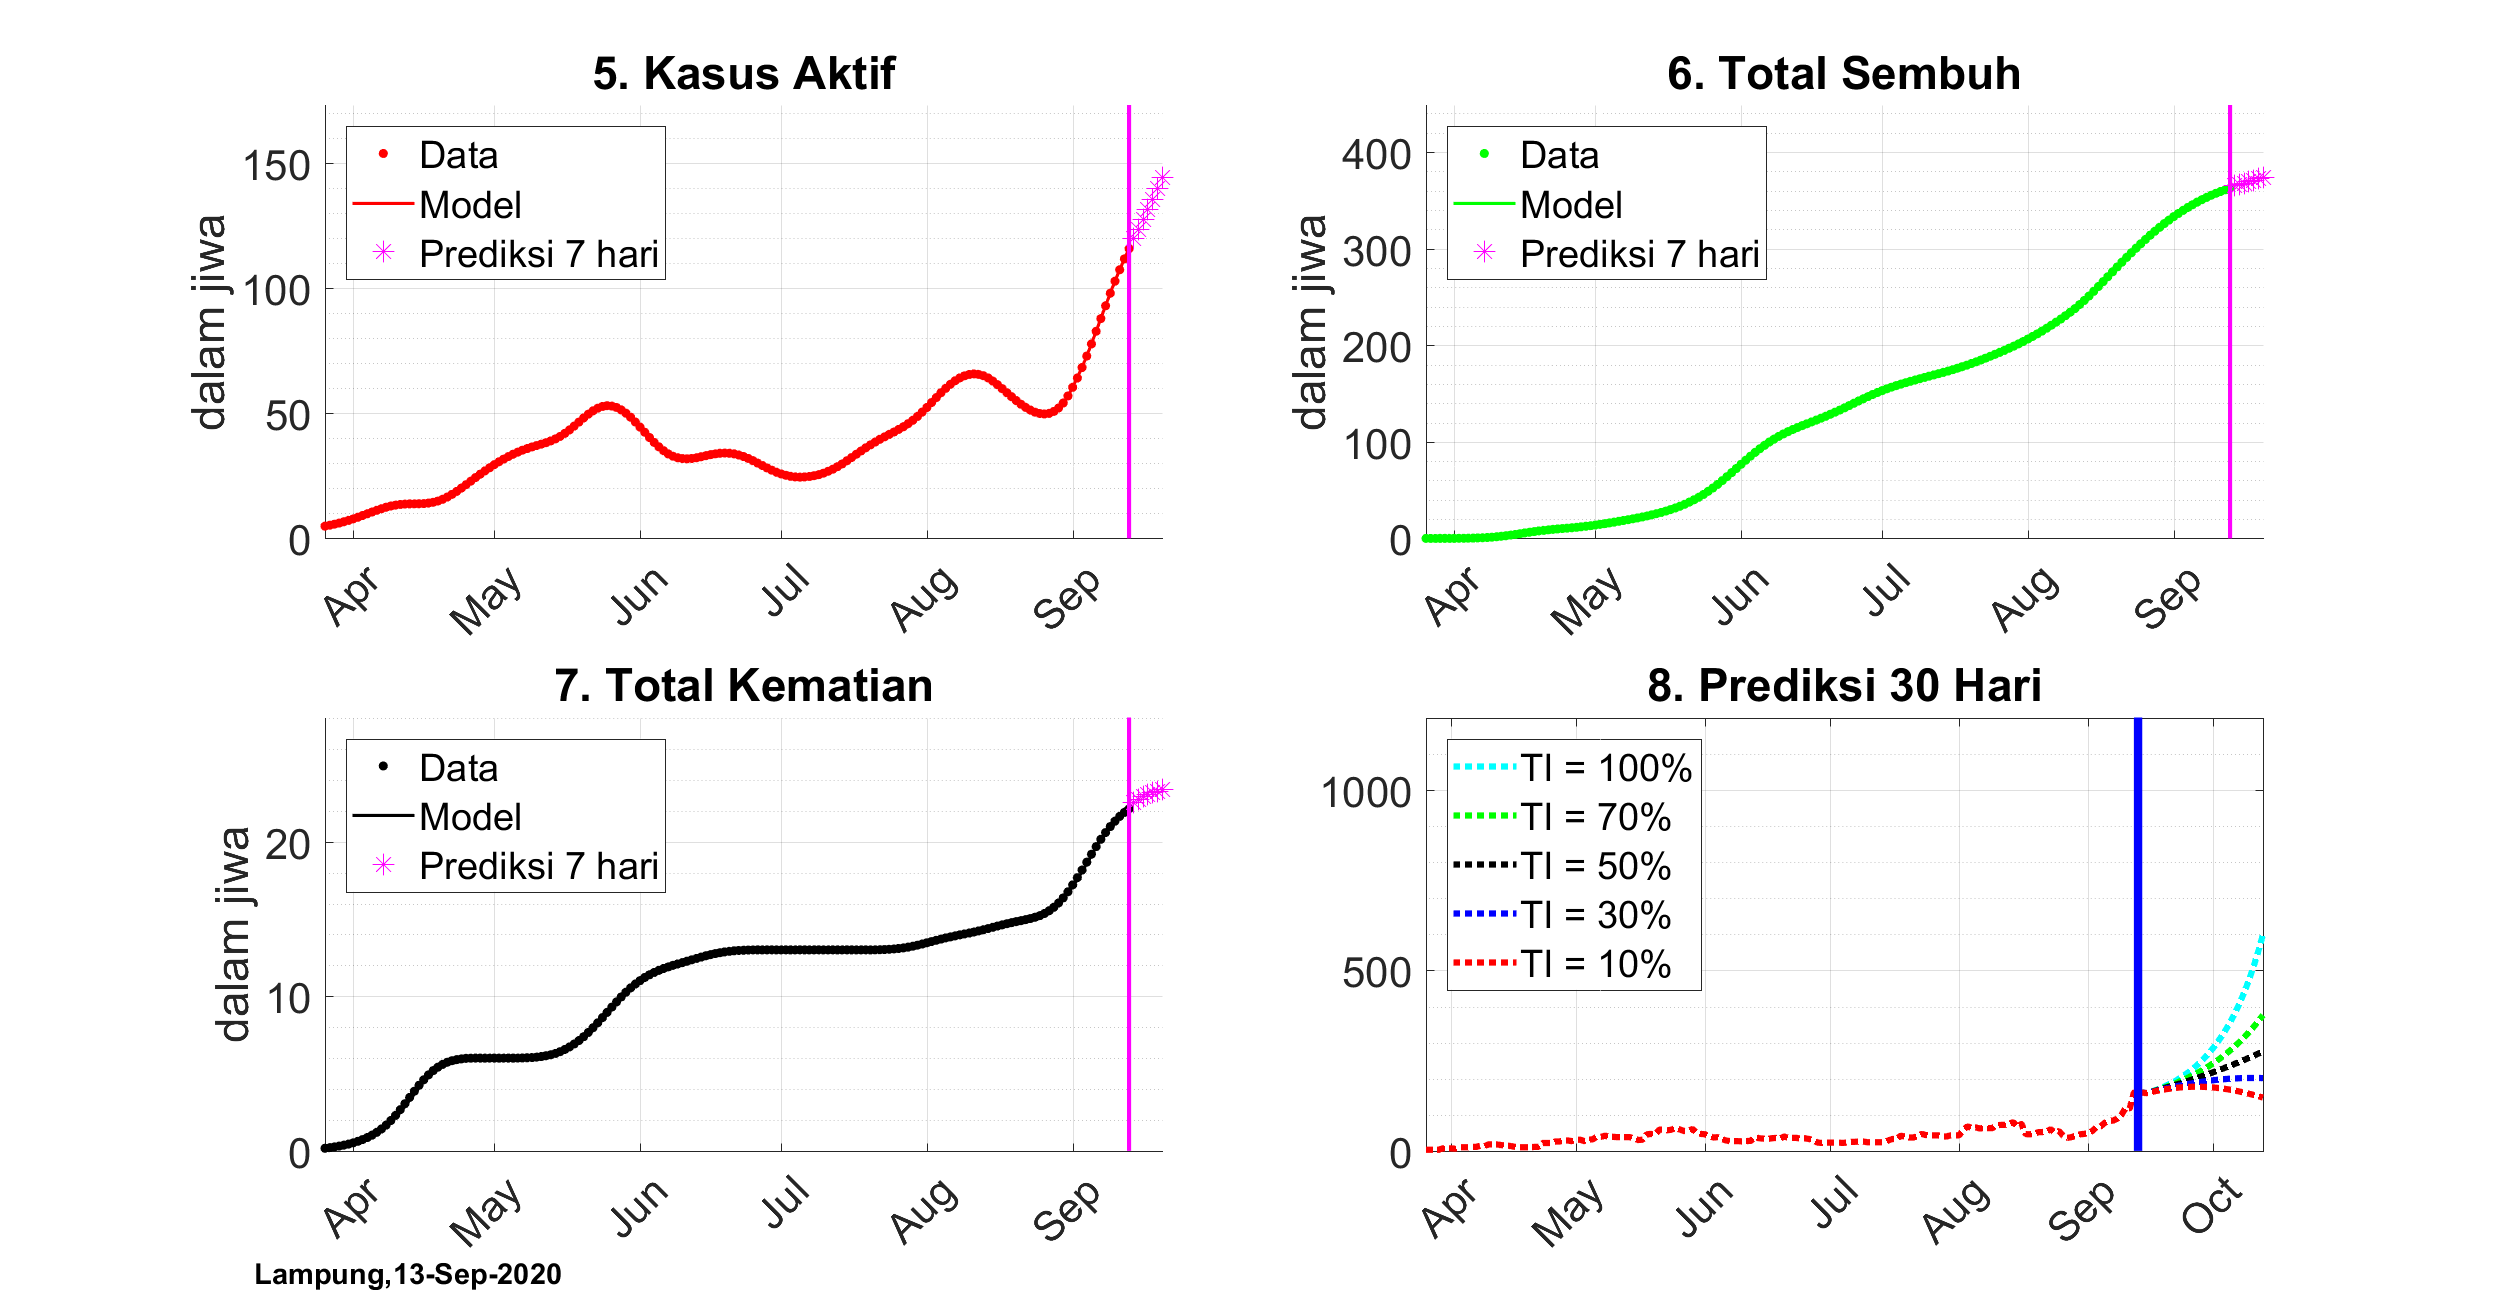 5. Kasus Aktif
dalam jiwa
150
100
50
0
Data
Model
Prediksi 7 hari
Apr
May
Jun
Jul
Aug
Sep
6. Total Sembuh
dalam jiwa
400
300
200
100
0
Data
Model
Prediksi 7 hari
Apr
May
Jun
Jul
Aug
Sep
7. Total Kematian
dalam jiwa
20
10
0
Data
Model
Prediksi 7 hari
Apr
May
Jun
Jul
Aug
Sep
8. Prediksi 30 Hari
1000
500
0
TI = 100%
TI = 70%
TI = 50%
TI = 30%
TI = 10%
Apr
May
Jun
Jul
Aug
Sep
Oct
Lampung,13-Sep-2020